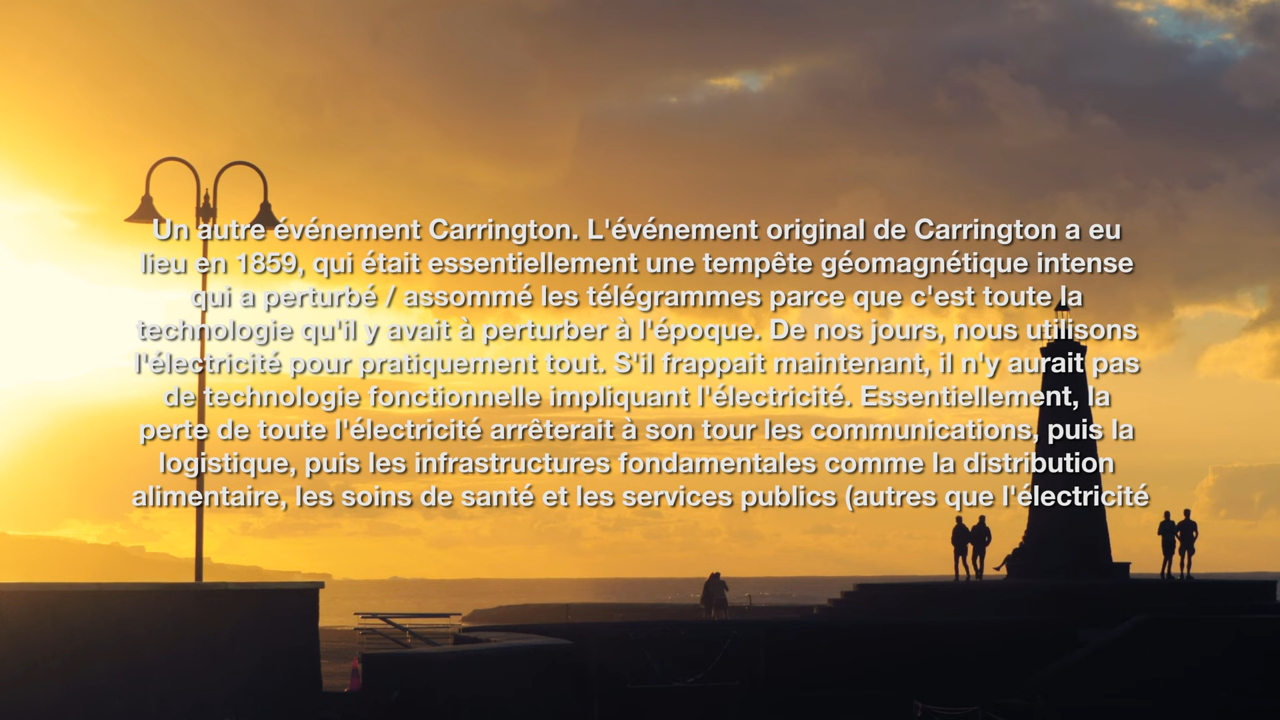 Un autre événement Carrington. L'événement original de Carrington a eu
lieu en 1859, qui était essentiellement une tempête géomagnétique intense
qui a perturbé / assommé les télégrammes parce que c'est toute la
technologie qu'il y avait à perturber à l'époque. De nos jours, nous utilisons
l'électricité pour pratiquement tout. S'il frappait maintenant, il n'y aurait pas
de technologie fonctionnelle impliquant l'électricité. Essentiellement, la
perte de toute l'électricité arrêterait à son tour les communications, puis la
logistique, puis les infrastructures fondamentales comme la distribution
alimentaire, les soins de santé et les services publics (autres que l'électricité